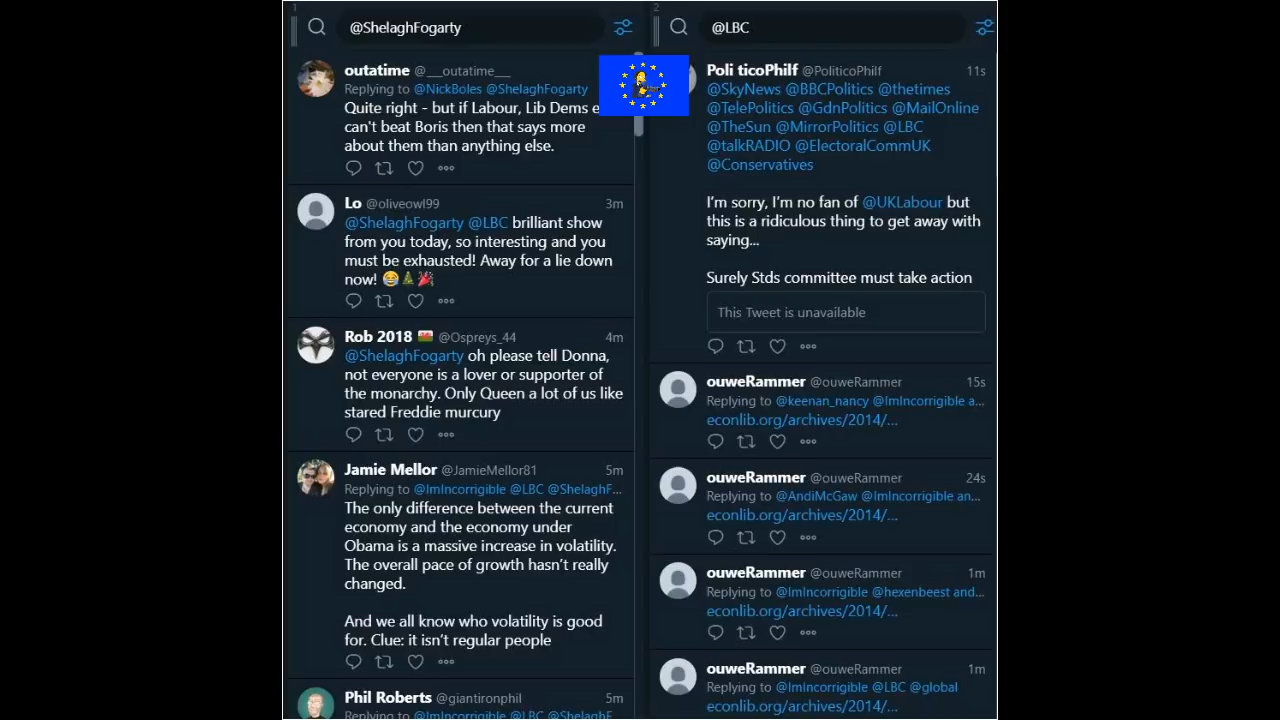 1
@ShelaghFogarty
outatime @___outatime___
Replying to @NickBoles @ShelaghFogarty
Quite right - but if Labour, Lib Dems e
can't beat Boris then that says more
about them than anything else.
Lo @oliveowl99 3m
@ShelaghFogarty @LBC brilliant show
from you today, so interesting and you
must be exhausted! Away for a lie down
now! 😂🎄🎉
Rob 2018 🏴󠁧󠁢󠁷󠁬󠁳󠁿 @Ospreys_44 4m
@ShelaghFogarty oh please tell Donna,
not everyone is a lover or supporter of
the monarchy. Only Queen a lot of us like
stared Freddie murcury
Jamie Mellor @JamieMellor81 5m
Replying to @ImIncorrigible @LBC @ShelaghF...
The only difference between the current
economy and the economy under
Obama is a massive increase in volatility.
The overall pace of growth hasn't really
changed.
And we all know who volatility is good
for. Clue: it isn't regular people
Phil Roberts @giantironphil 5m
Replying to @ImIncorrigible @LBC @ShelaghF...
2
@LBC
Poli ticoPhilf @PoliticoPhilf 11s
@SkyNews @BBCPolitics @thetimes
@TelePolitics @GdnPolitics @MailOnline
@TheSun @MirrorPolitics @LBC
@talkRADIO @ElectoralCommUK
@Conservatives
I'm sorry, I'm no fan of @UKLabour but
this is a ridiculous thing to get away with
saying...
Surely Stds committee must take action
This Tweet is unavailable
ouweRammer @ouweRammer 15s
Replying to @keenan_nancy @ImIncorrigible a...
econlib.org/archives/2014/...
ouweRammer @ouweRammer 24s
Replying to @AndiMcGaw @ImIncorrigible an...
econlib.org/archives/2014/...
ouweRammer @ouweRammer 1m
Replying to @ImIncorrigible @hexenbeest and...
econlib.org/archives/2014/...
ouweRammer @ouweRammer 1m
Replying to @ImIncorrigible @LBC @global
econlib.org/archives/2014/...